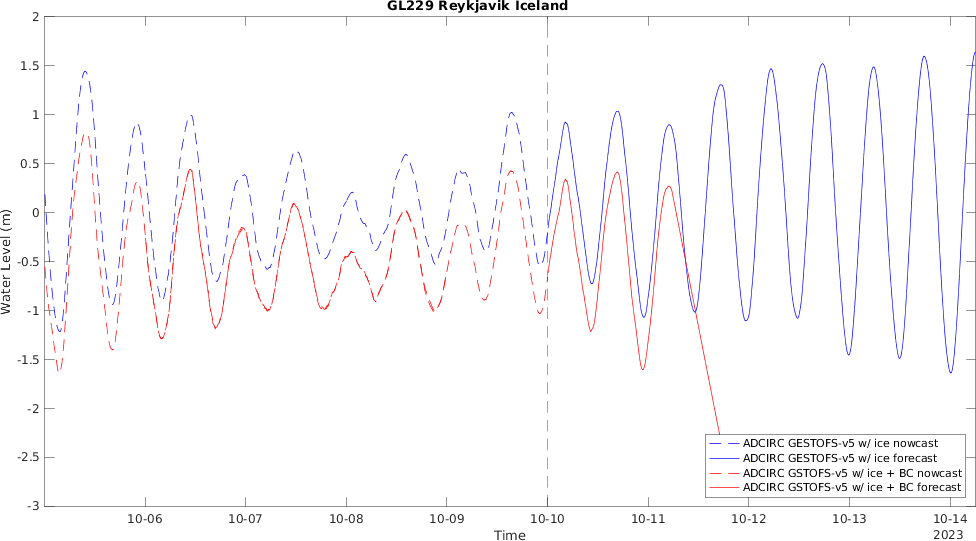 GL229 Reykjavik Iceland
2
1.5
1
0.5
0
-0.5
-1
-1.5
-2
-2.5
-3
Water Level (m)
ADCIRC GESTOFS-v5 w/ ice nowcast
ADCIRC GESTOFS-v5 w/ ice forecast
ADCIRC GSTOFS-v5 w/ ice + BC nowcast
ADCIRC GSTOFS-v5 w/ ice + BC forecast
10-06 10-07 10-08 10-09 10-10 10-11 10-12 10-13 10-14
Time 2023